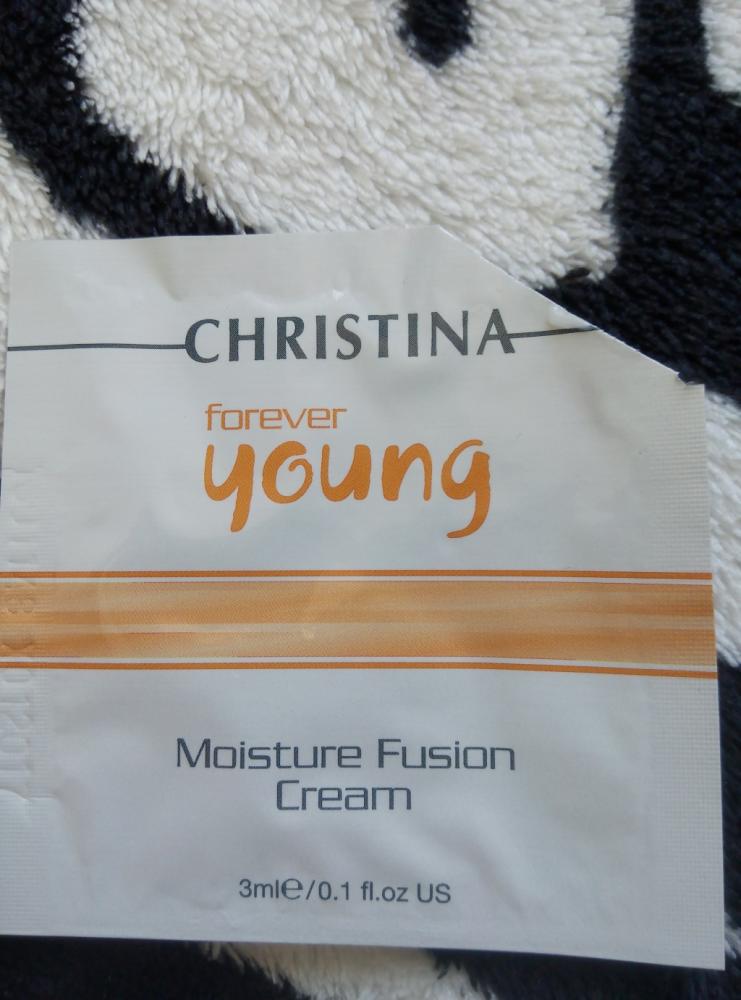 CHRISTINA
forever
young
Moisture Fusion
Cream
3ml℮/0.1 fl.oz US